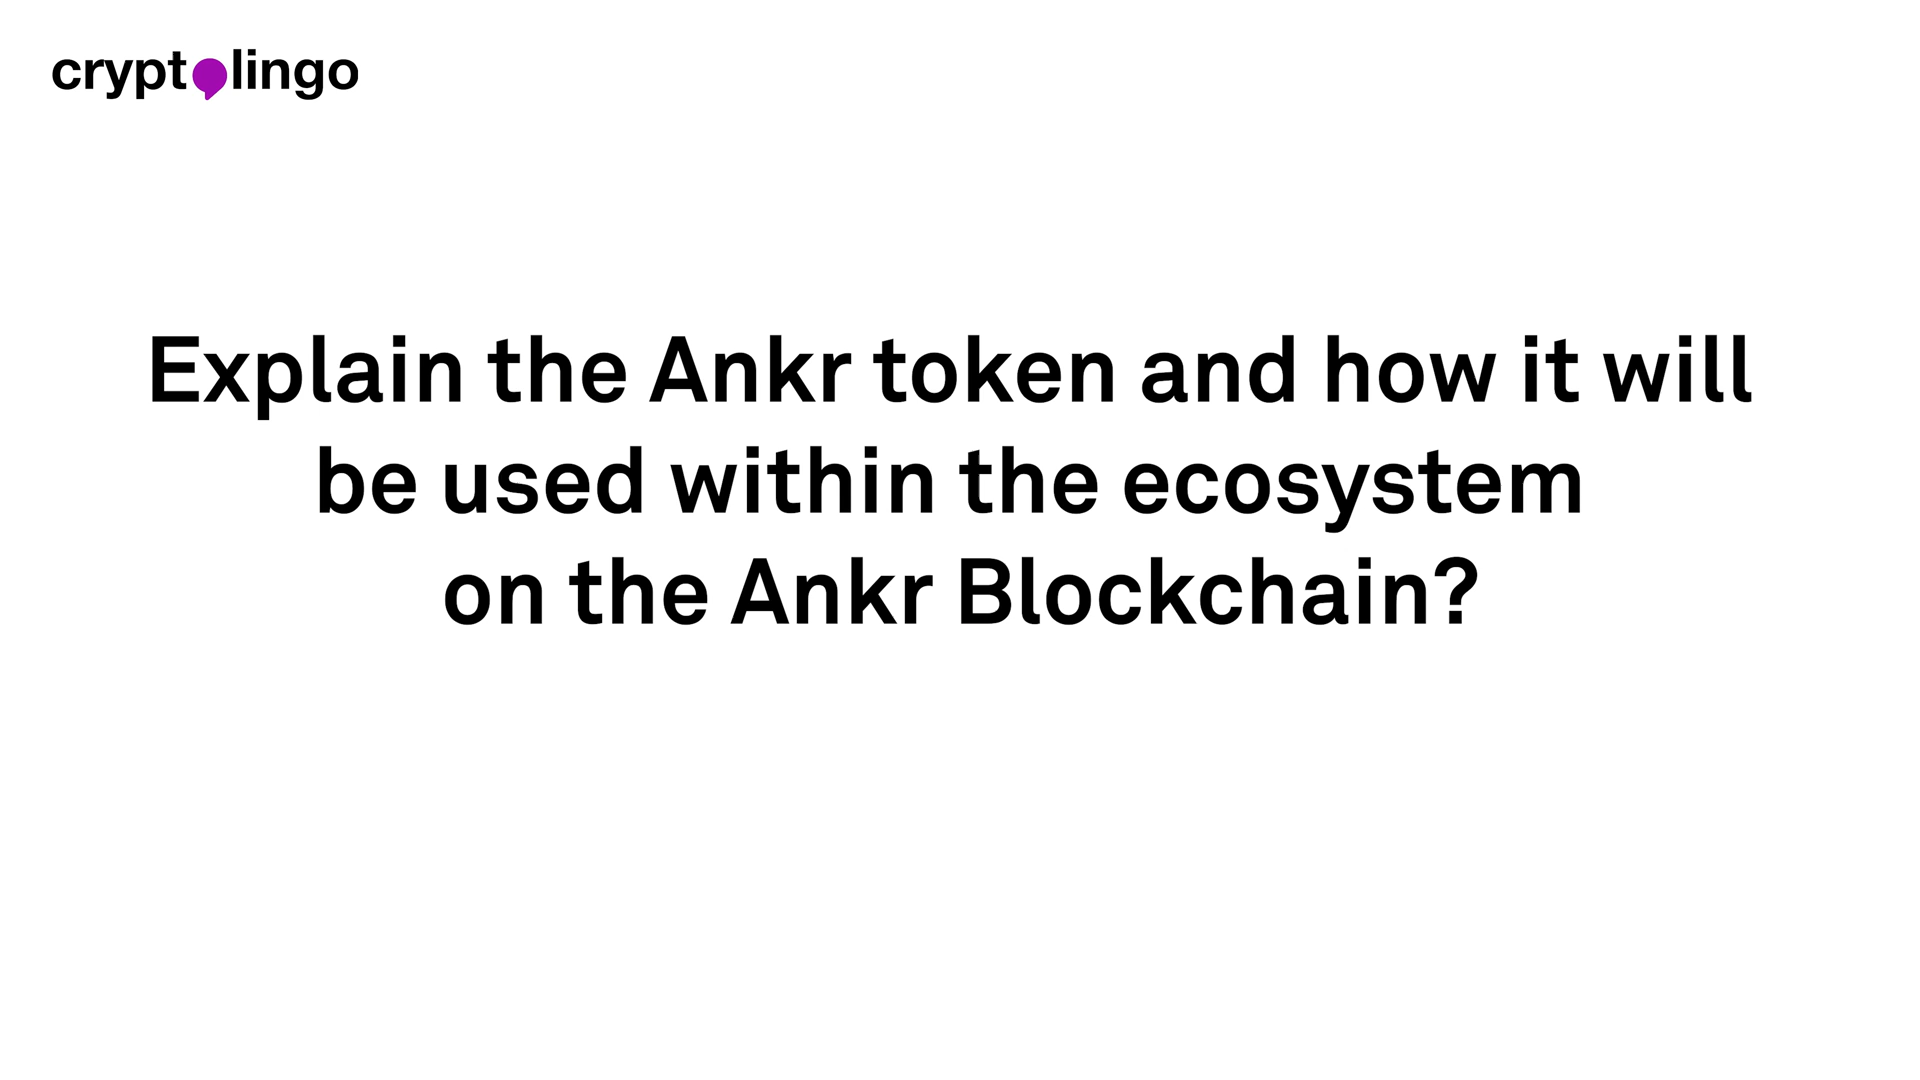 cryptolingo
Explain the Ankr token and how it will
be used within the ecosystem
on the Ankr Blockchain?